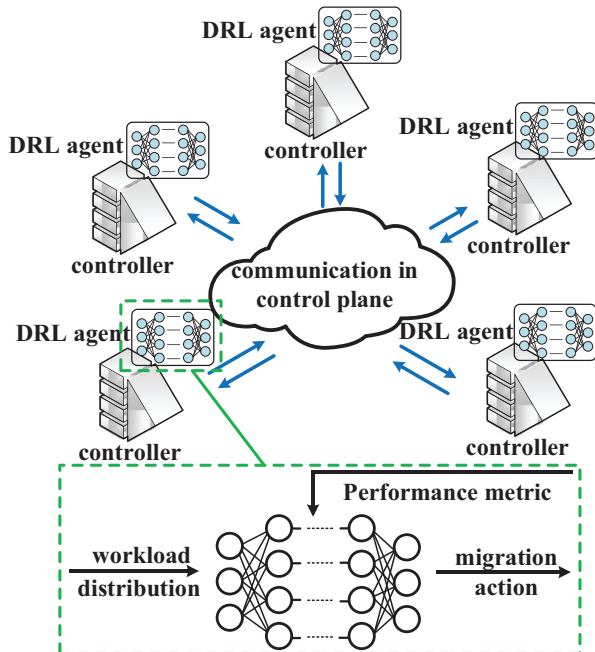 DRL agent
controller
DRL agent
controller
DRL agent
controller
communication in
control plane
DRL agent
controller
DRL agent
controller
Performance metric
workload
distribution
migration
action